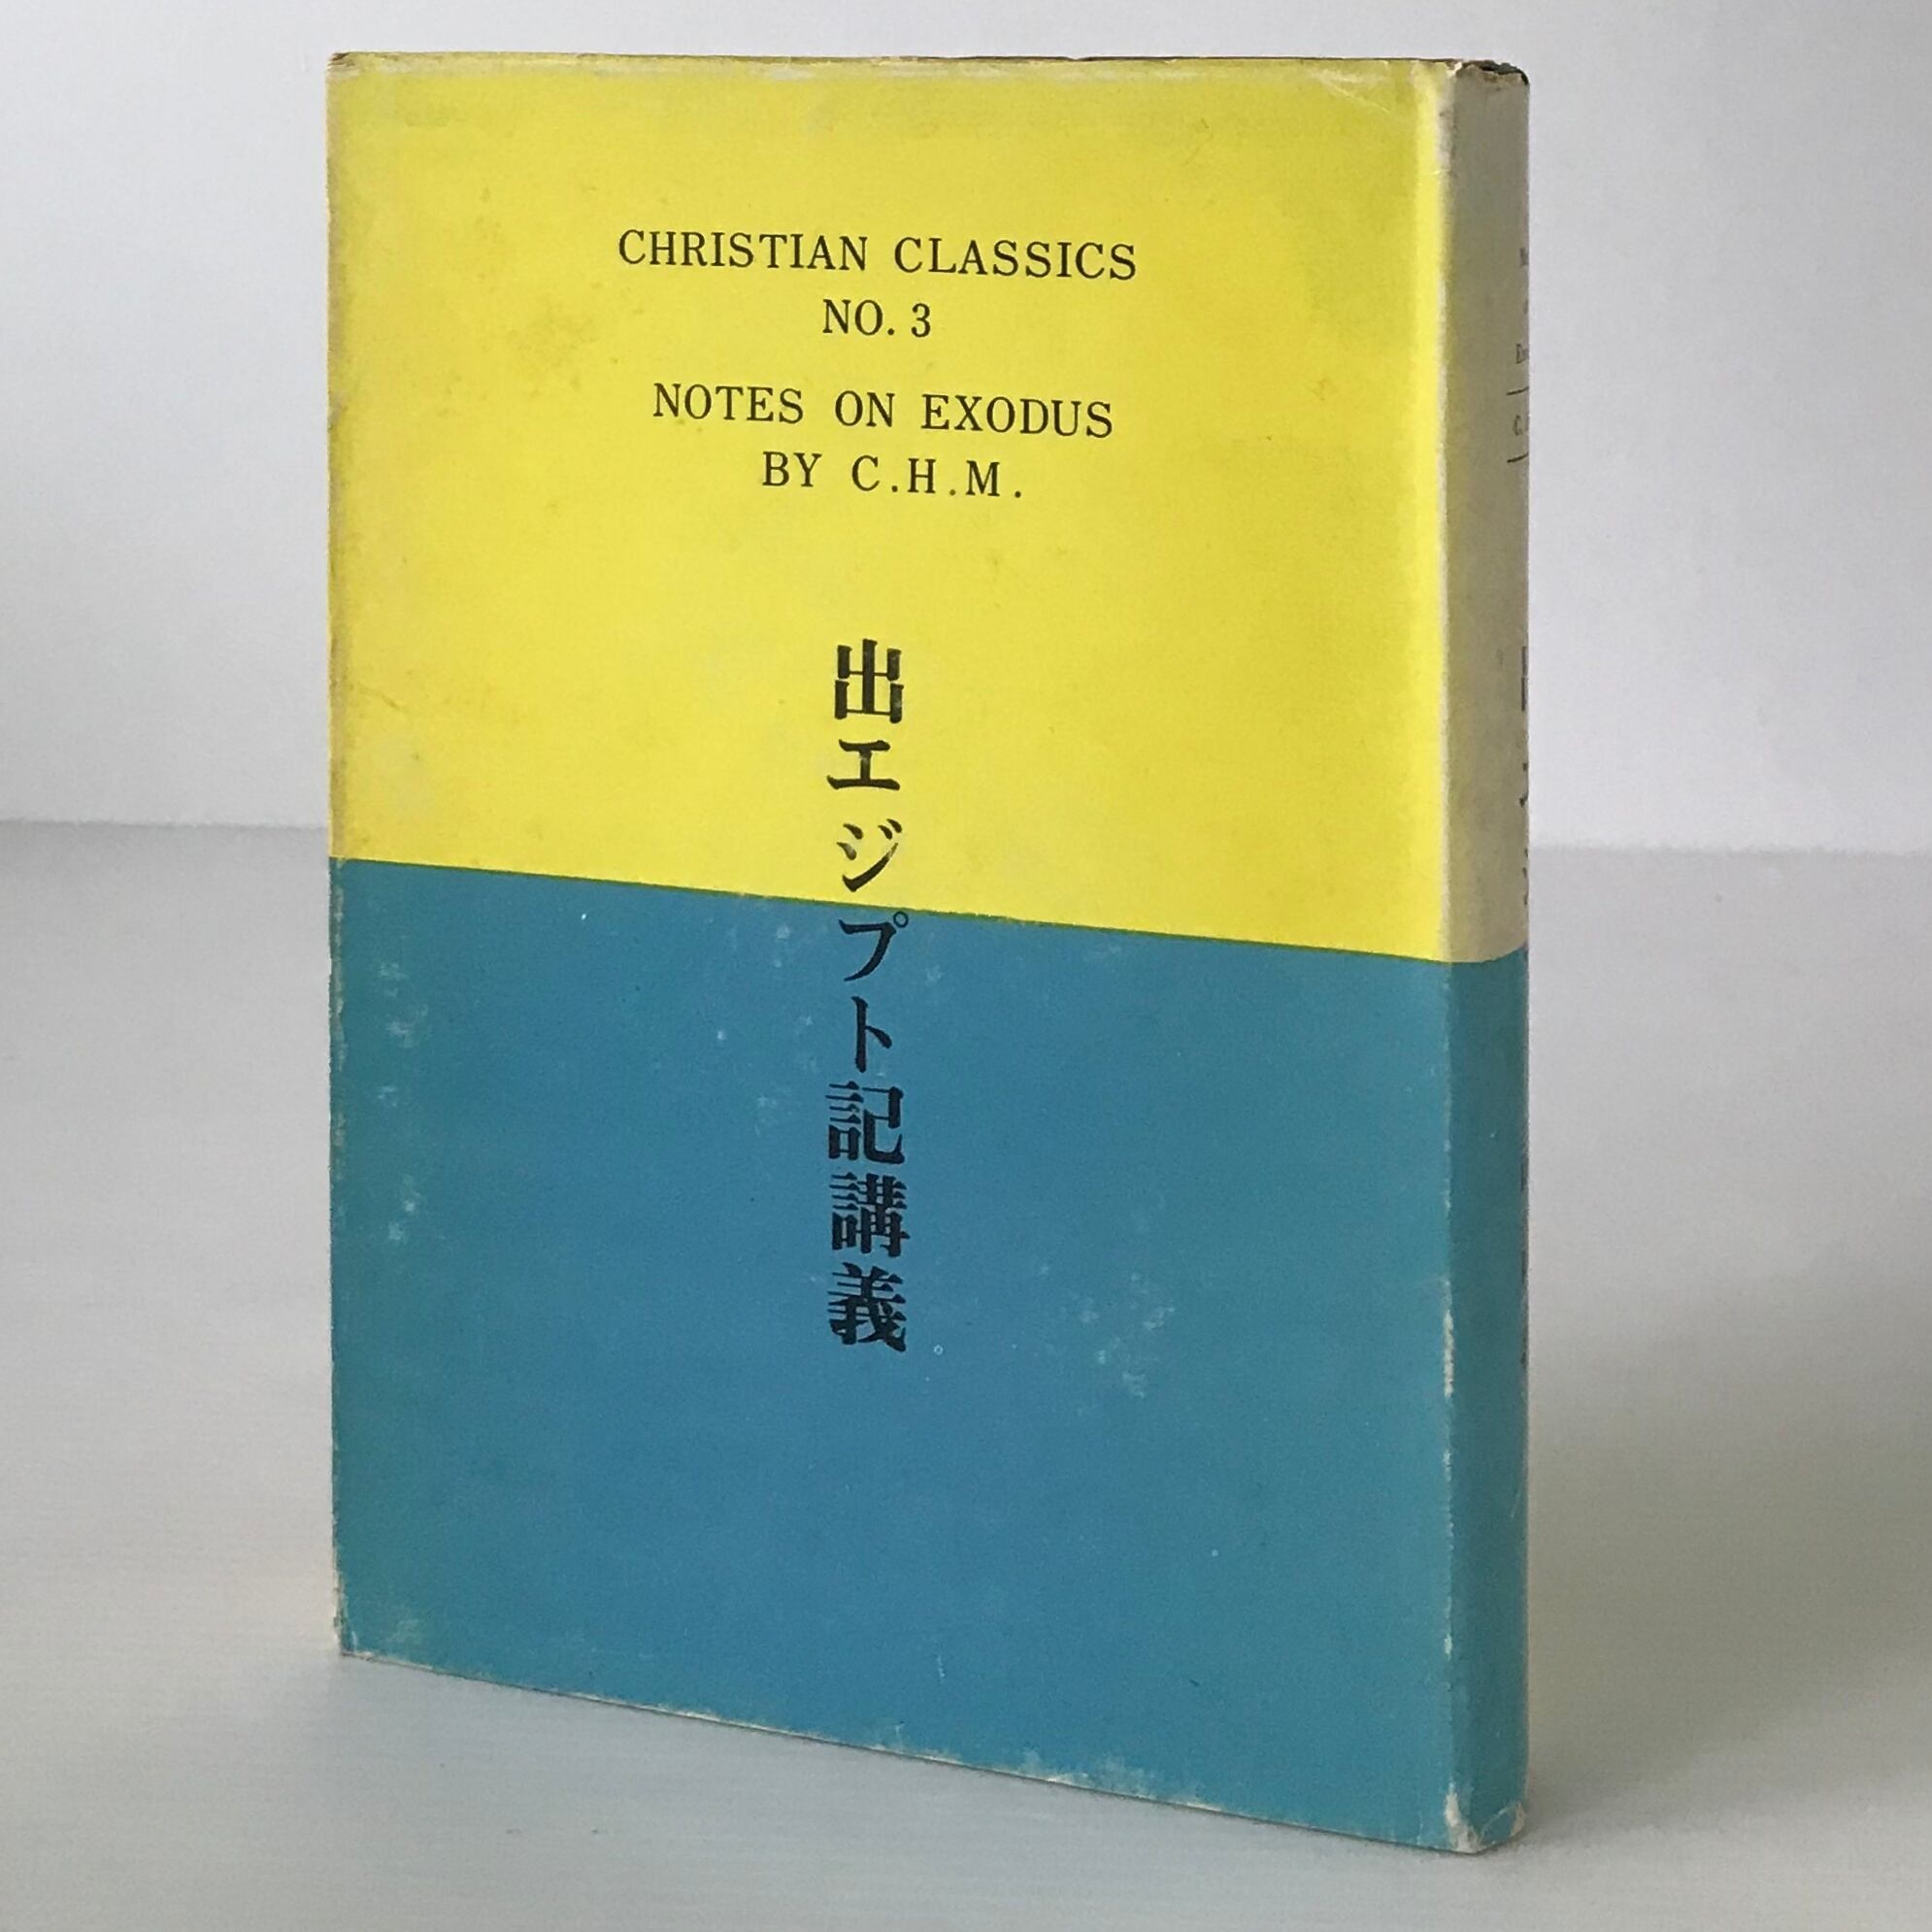 CHRISTIAN CLASSICS
NO. 3
NOTES ON EXODUS
BY C.H.M.
出エジプト記講義